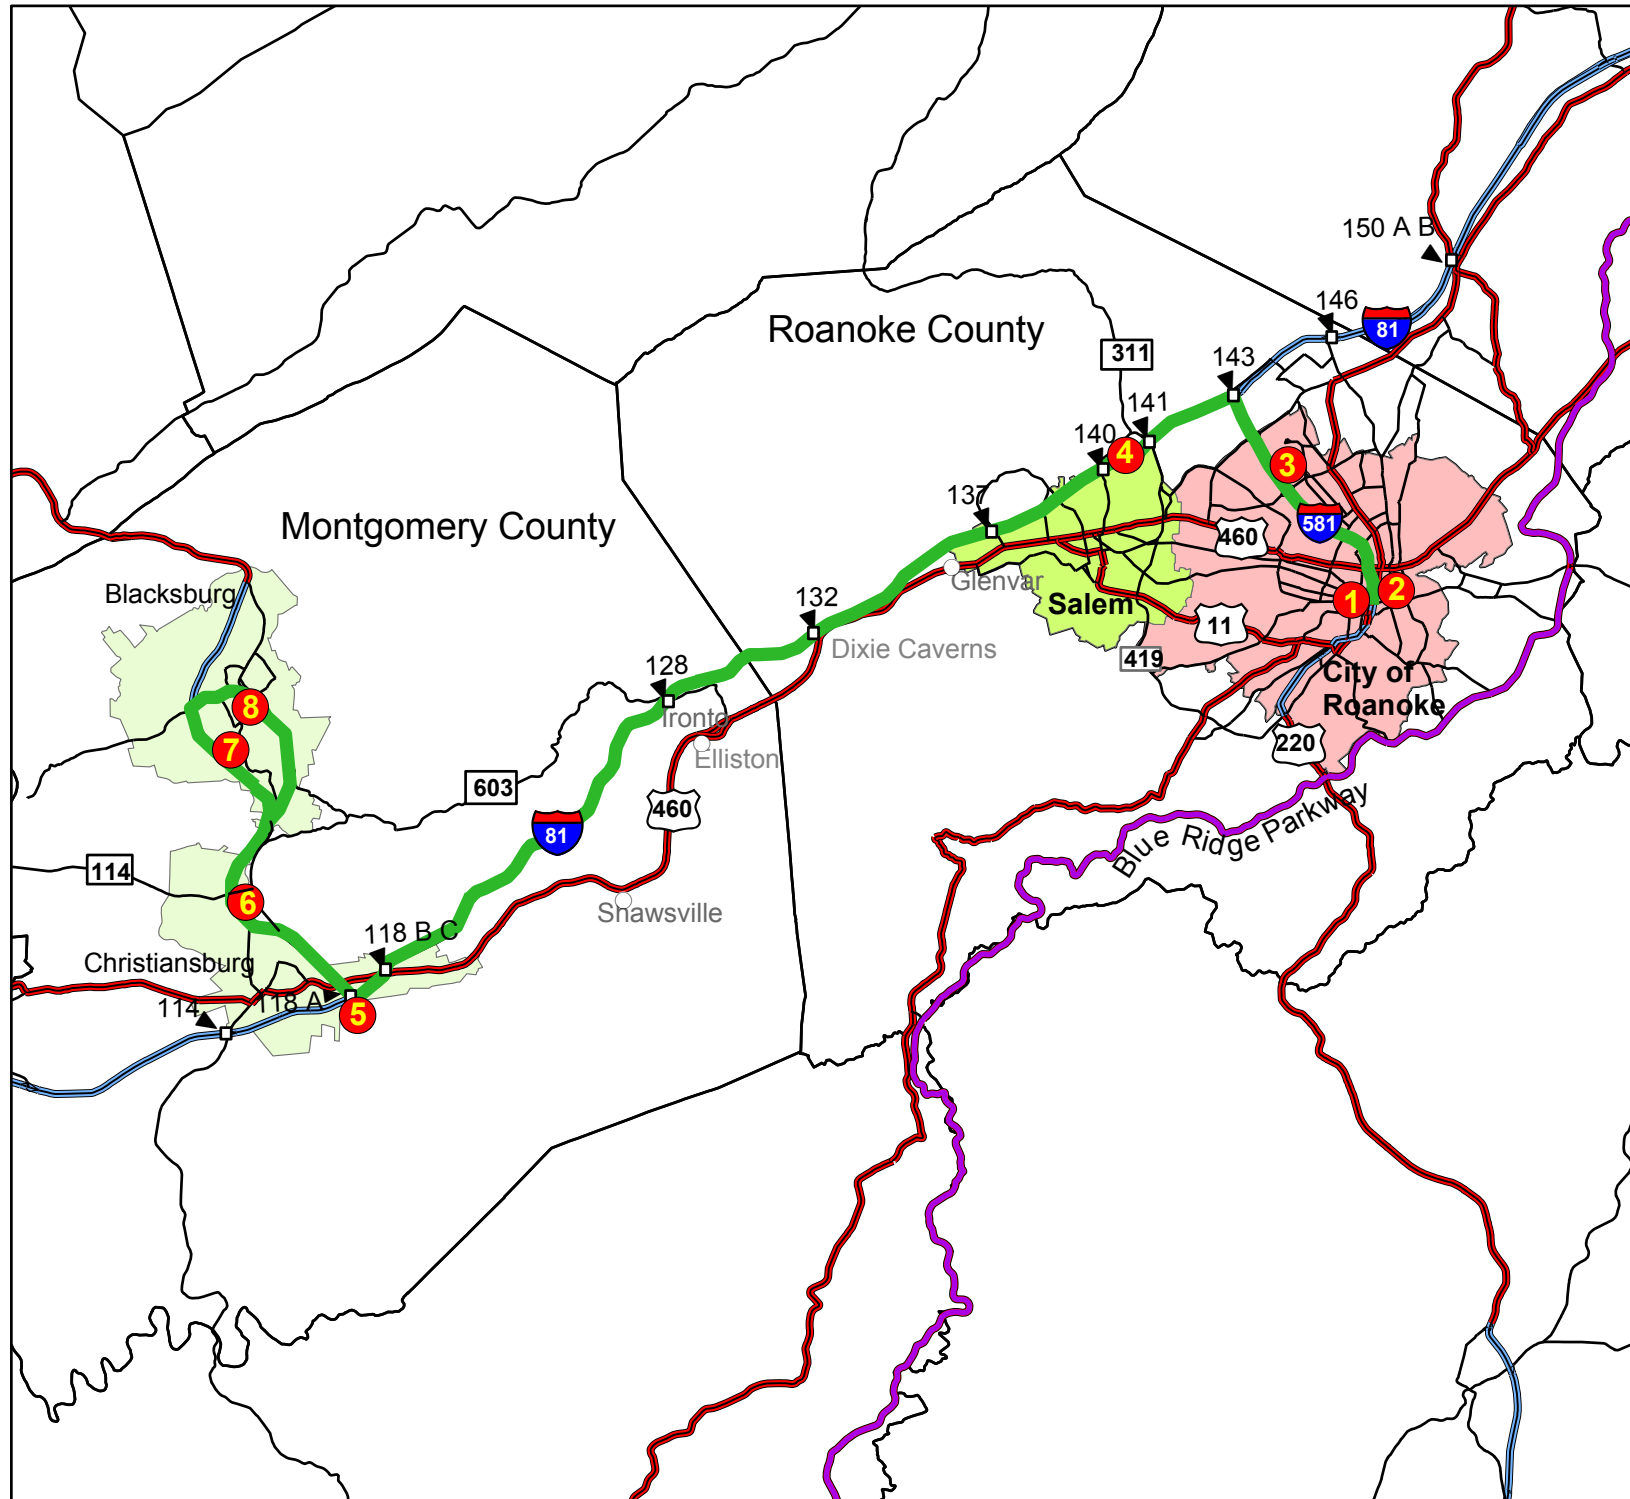 150 A B
146
81
Roanoke County
311
143
141
140
4
3
137
Montgomery County
581
460
Blacksburg
Glenvar
Salem
1
2
132
11
Dixie Caverns
419
128
City of
Roanoke
8
Ironto
7
Elliston
220
603
460
81
Blue Ridge Parkway
114
6
Shawsville
118 B C
Christiansburg
118 A
114
5